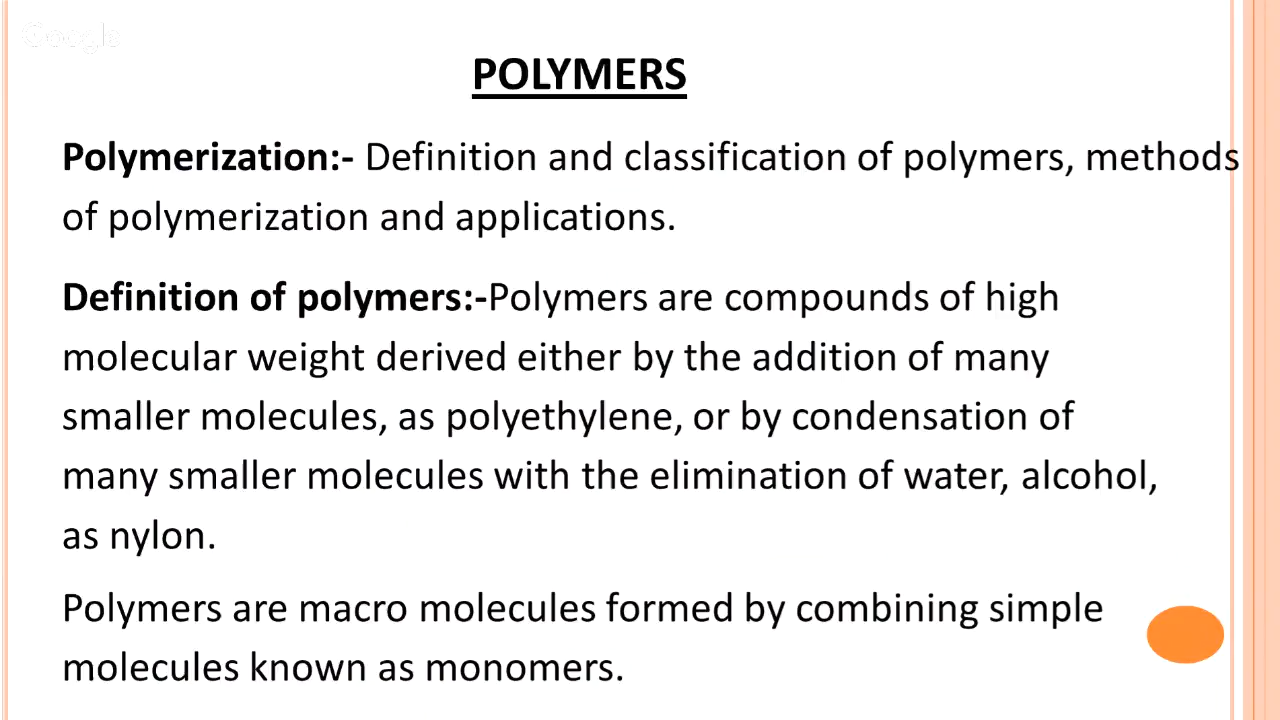 Google
POLYMERS
Polymerization:- Definition and classification of polymers, methods
of polymerization and applications.
Definition of polymers:-Polymers are compounds of high
molecular weight derived either by the addition of many
smaller molecules, as polyethylene, or by condensation of
many smaller molecules with the elimination of water, alcohol,
as nylon.
Polymers are macro molecules formed by combining simple
molecules known as monomers.